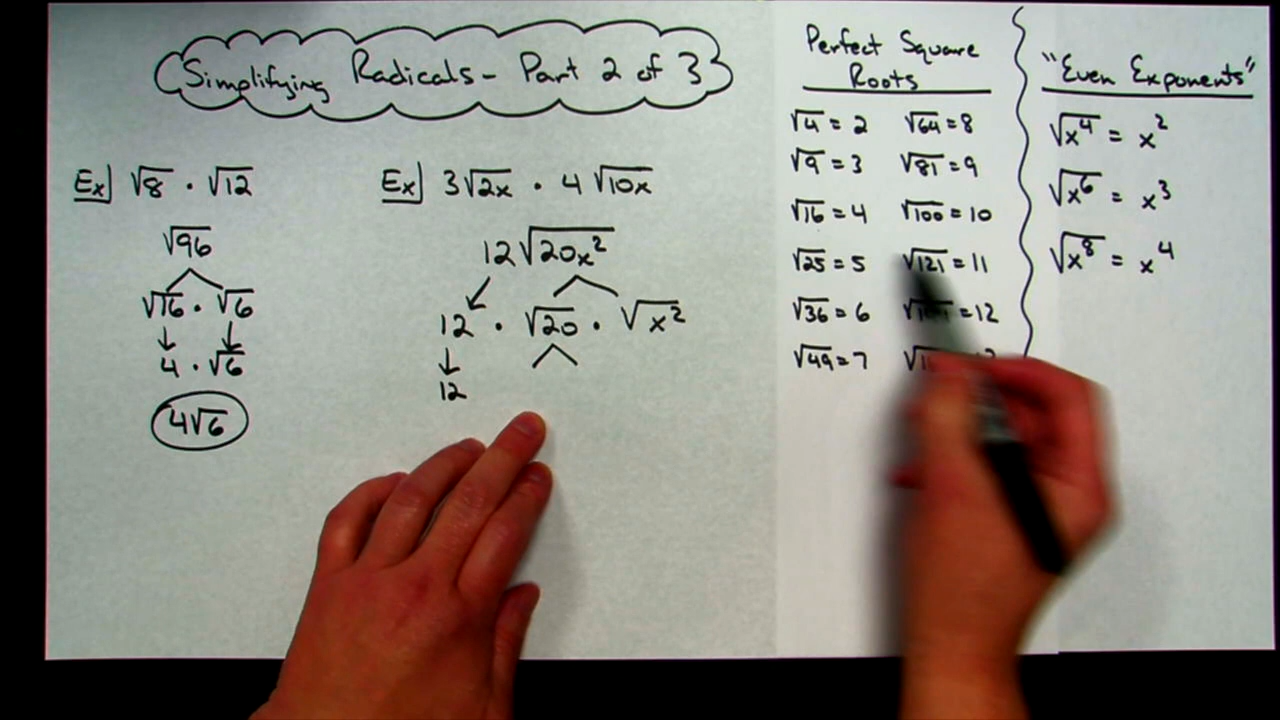 Simplifying Radicals - Part 2 of 3
Ex] √8 · √12
√96
√16 · √6
4 · √6
4√6
Ex] 3√2x · 4√10x
12√20x²
12 · √20 · √x²
12
Perfect Square
Roots
√4 = 2 √64 = 8
√9 = 3 √81 = 9
√16 = 4 √100 = 10
√25 = 5 √121 = 11
√36 = 6 = 12
√49 = 7
"Even Exponents"
√x⁴ = x²
√x⁶ = x³
√x⁸ = x⁴